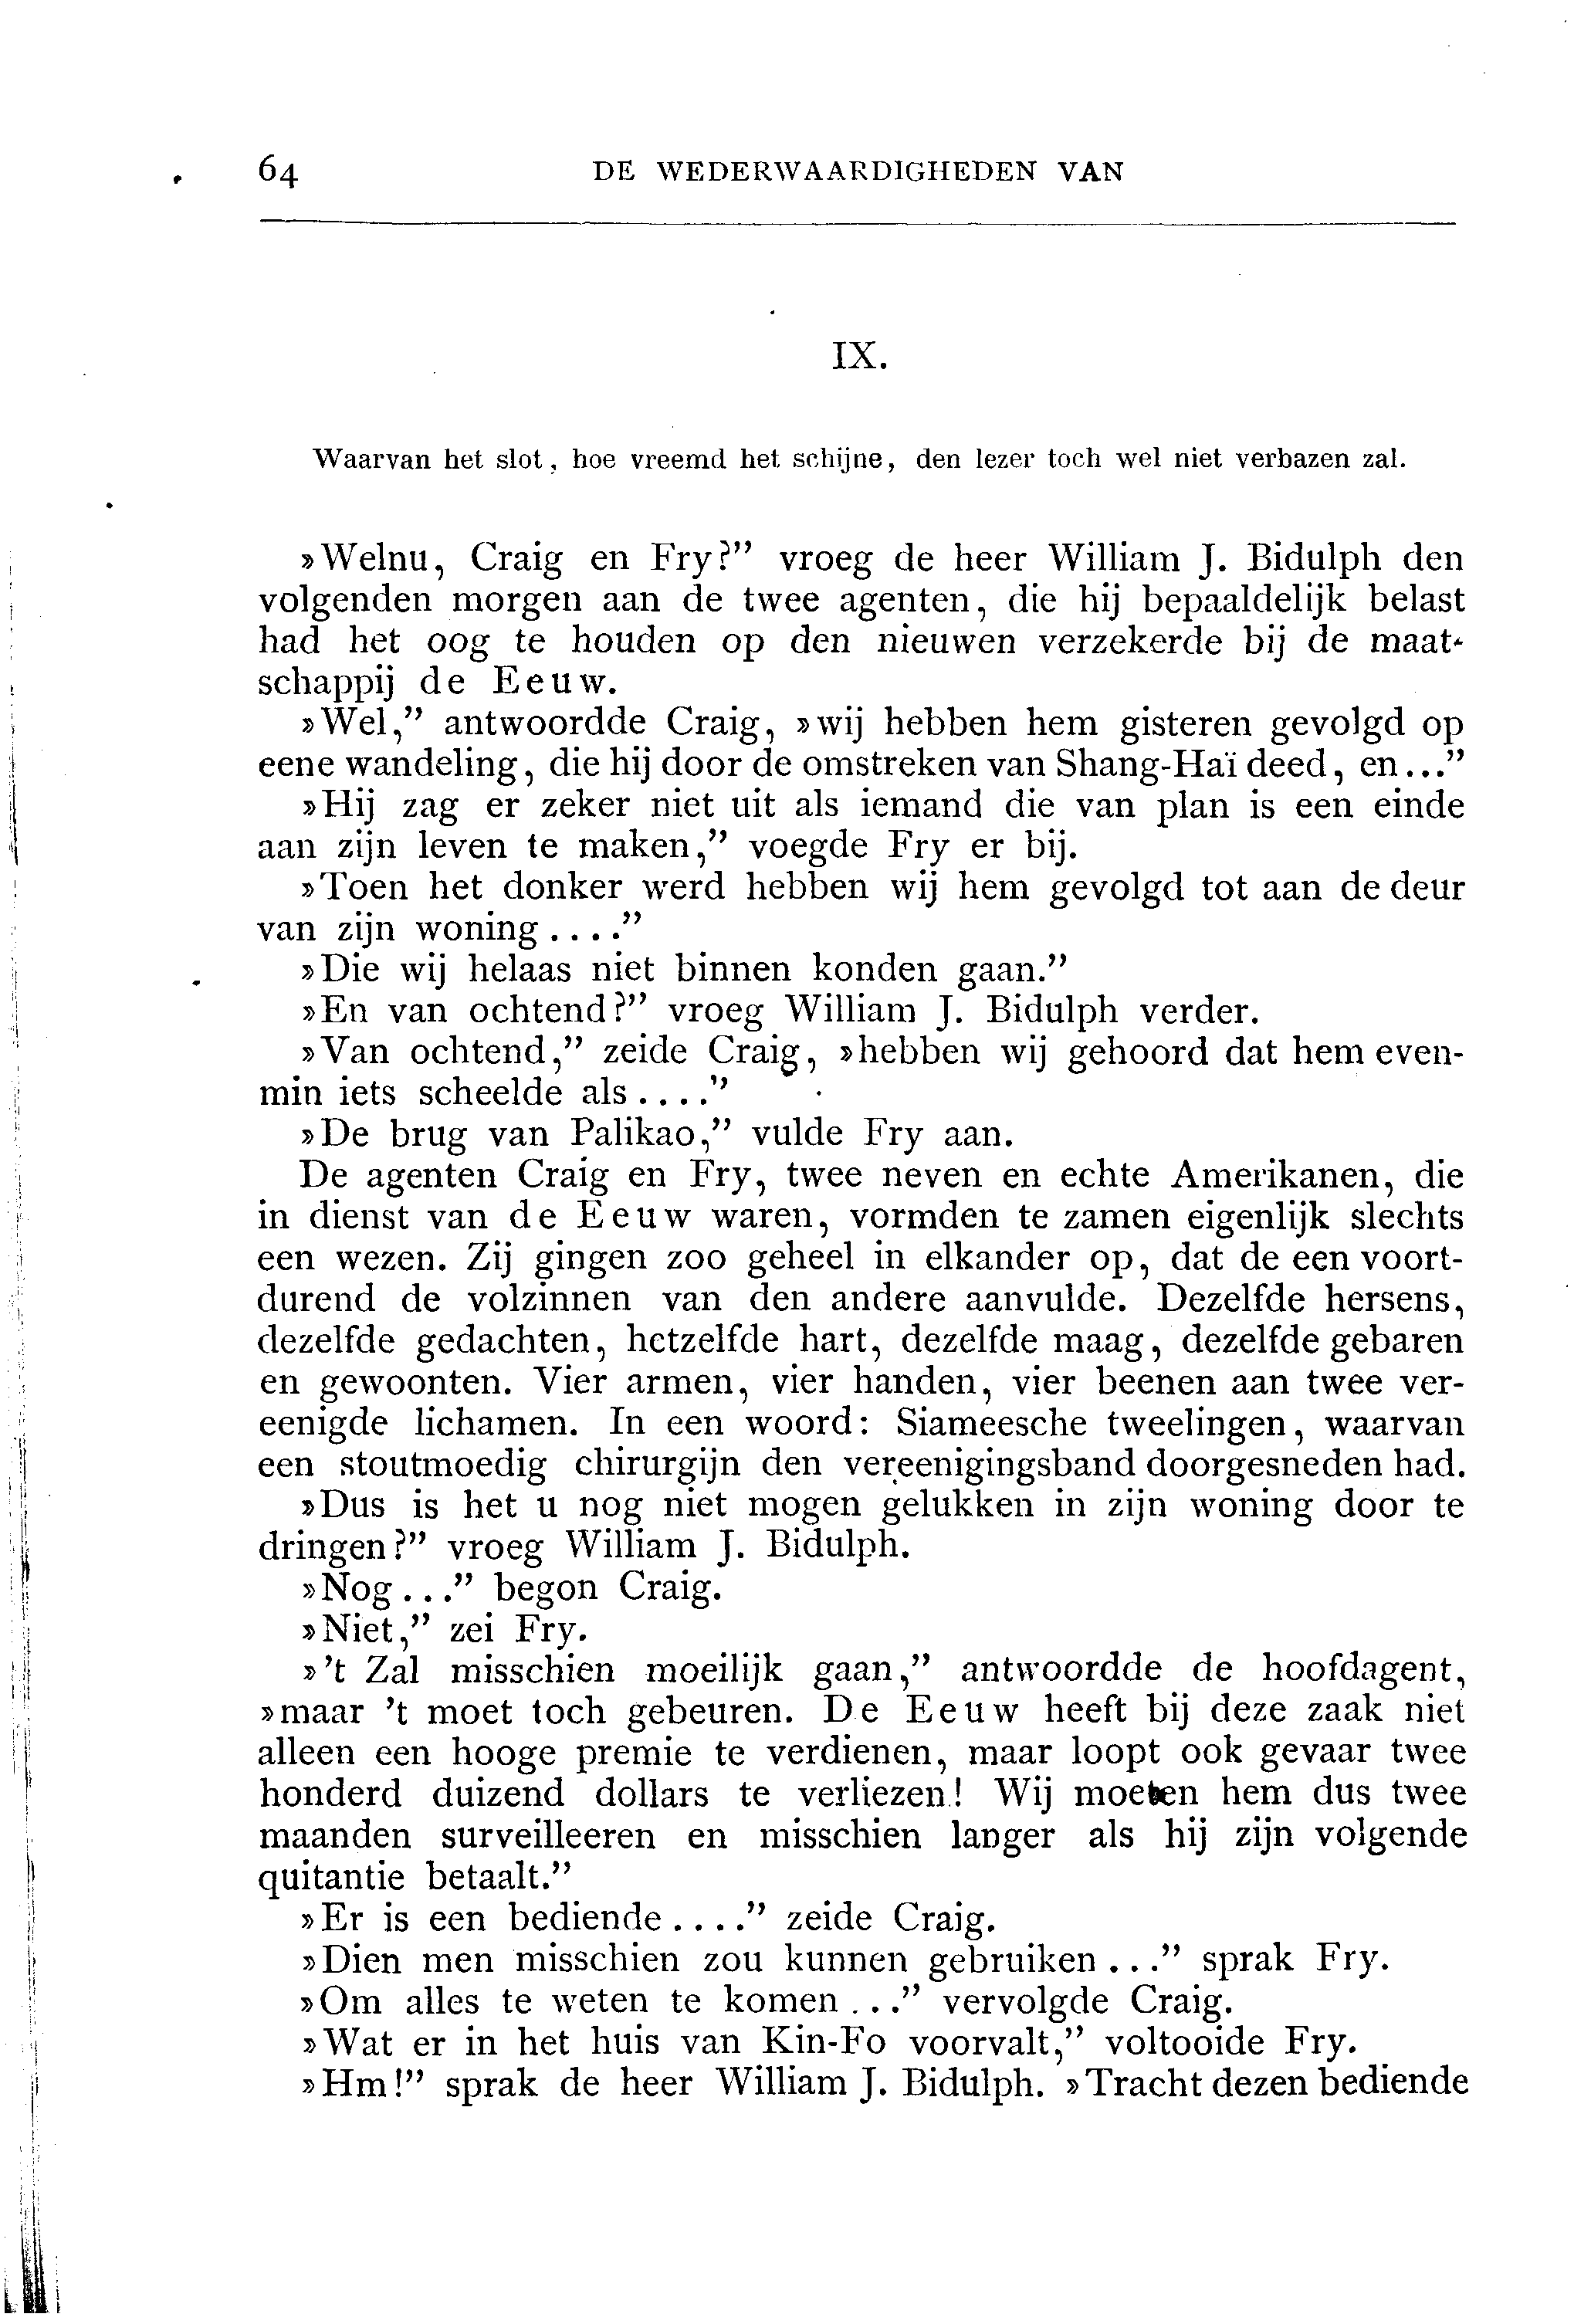 64 DE WEDERWAARDIGHEDEN VAN
IX.
Waarvan het slot, hoe vreemd het schijne, den lezer toch wel niet verbazen zal.
»Welnu, Craig en Fry?” vroeg de heer William J. Bidulph den
volgenden morgen aan de twee agenten, die hij bepaaldelijk belast
had het oog te houden op den nieuwen verzekerde bij de maat-
schappij de Eeuw.
»Wel,” antwoordde Craig, »wij hebben hem gisteren gevolgd op
eene wandeling, die hij door de omstreken van Shang-Haï deed, en...”
»Hij zag er zeker niet uit als iemand die van plan is een einde
aan zijn leven te maken,” voegde Fry er bij.
»Toen het donker werd hebben wij hem gevolgd tot aan de deur
van zijn woning....”
»Die wij helaas niet binnen konden gaan.”
»En van ochtend?” vroeg William J. Bidulph verder.
»Van ochtend,” zeide Craig, »hebben wij gehoord dat hem even-
min iets scheelde als....”
»De brug van Palikao,” vulde Fry aan.
De agenten Craig en Fry, twee neven en echte Amerikanen, die
in dienst van de Eeuw waren, vormden te zamen eigenlijk slechts
een wezen. Zij gingen zoo geheel in elkander op, dat de een voort-
durend de volzinnen van den andere aanvulde. Dezelfde hersens,
dezelfde gedachten, hetzelfde hart, dezelfde maag, dezelfde gebaren
en gewoonten. Vier armen, vier handen, vier beenen aan twee ver-
eenigde lichamen. In een woord: Siameesche tweelingen, waarvan
een stoutmoedig chirurgijn den vereenigingsband doorgesneden had.
»Dus is het u nog niet mogen gelukken in zijn woning door te
dringen?” vroeg William J. Bidulph.
»Nog...” begon Craig.
»Niet,” zei Fry.
»’t Zal misschien moeilijk gaan,” antwoordde de hoofdagent,
»maar ’t moet toch gebeuren. De Eeuw heeft bij deze zaak niet
alleen een hooge premie te verdienen, maar loopt ook gevaar twee
honderd duizend dollars te verliezen! Wij moeten hem dus twee
maanden surveilleeren en misschien langer als hij zijn volgende
quitantie betaalt.”
»Er is een bediende....” zeide Craig.
»Dien men misschien zou kunnen gebruiken...” sprak Fry.
»Om alles te weten te komen...” vervolgde Craig.
»Wat er in het huis van Kin-Fo voorvalt,” voltooide Fry.
»Hm!” sprak de heer William J. Bidulph. »Tracht dezen bediende